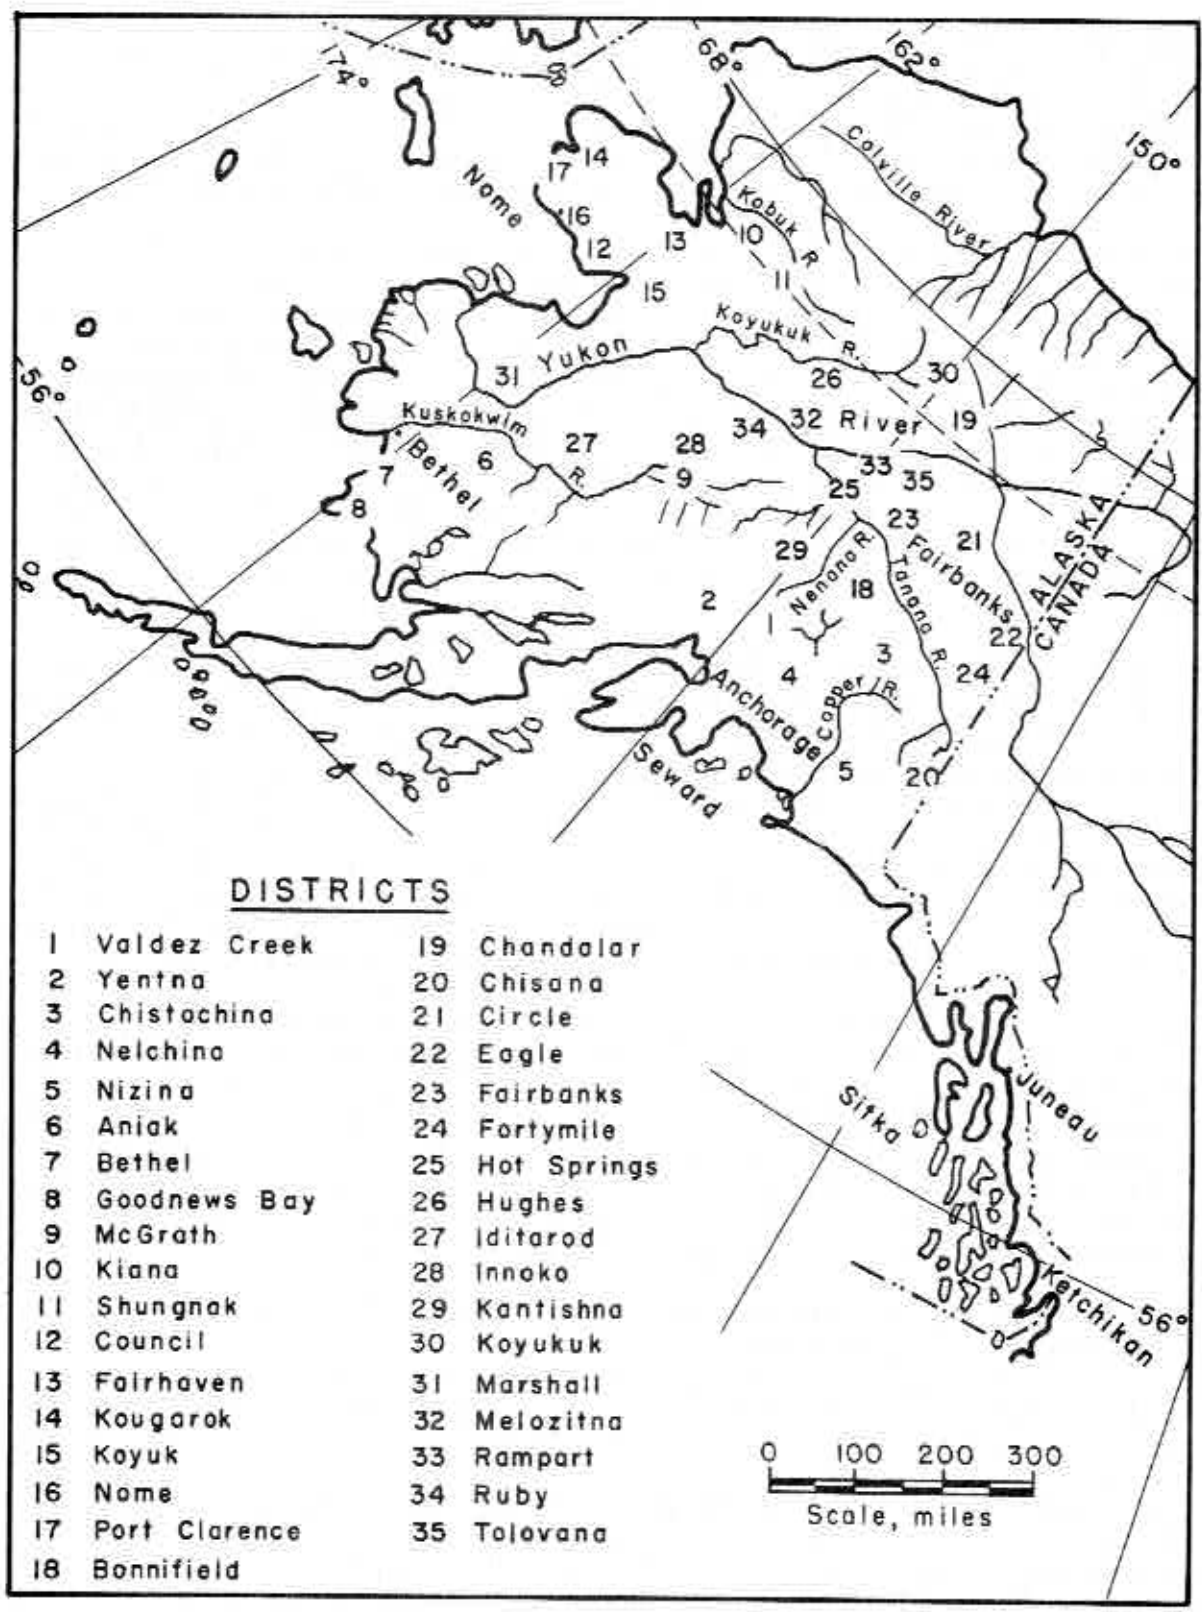 174°
68°
162°
150°
Colville River
Nome
17
14
16
12
13
Kobuk R
10
11
15
Koyukuk R.
Yukon River
31
26
30
56°
Kuskokwim R.
Bethel
6
27
28
34
32
19
7
8
9
33
35
25
23
Fairbanks
21
29
Nenana R.
18
Tanana R.
ALASKA
CANADA
2
1
22
3
24
4
Anchorage
Copper R.
Seward
5
20
DISTRICTS
1 Valdez Creek
2 Yentna
3 Chistochina
4 Nelchina
5 Nizina
6 Aniak
7 Bethel
8 Goodnews Bay
9 McGrath
10 Kiana
11 Shungnak
12 Council
13 Fairhaven
14 Kougarok
15 Koyuk
16 Nome
17 Port Clarence
18 Bonnifield
19 Chandalar
20 Chisana
21 Circle
22 Eagle
23 Fairbanks
24 Fortymile
25 Hot Springs
26 Hughes
27 Iditarod
28 Innoko
29 Kantishna
30 Koyukuk
31 Marshall
32 Melozitna
33 Rampart
34 Ruby
35 Tolovana
Sitka
Juneau
Ketchikan
56°
0 100 200 300
Scale, miles